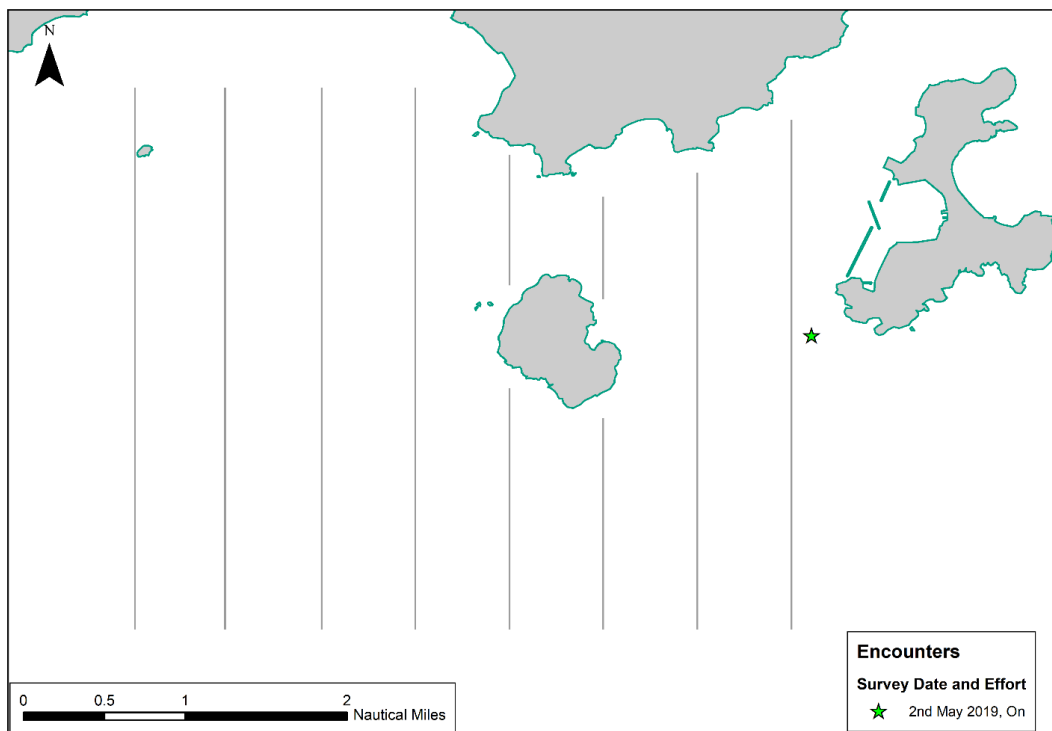 N
0 0.5 1 2
Nautical Miles
Encounters
Survey Date and Effort
2nd May 2019, On